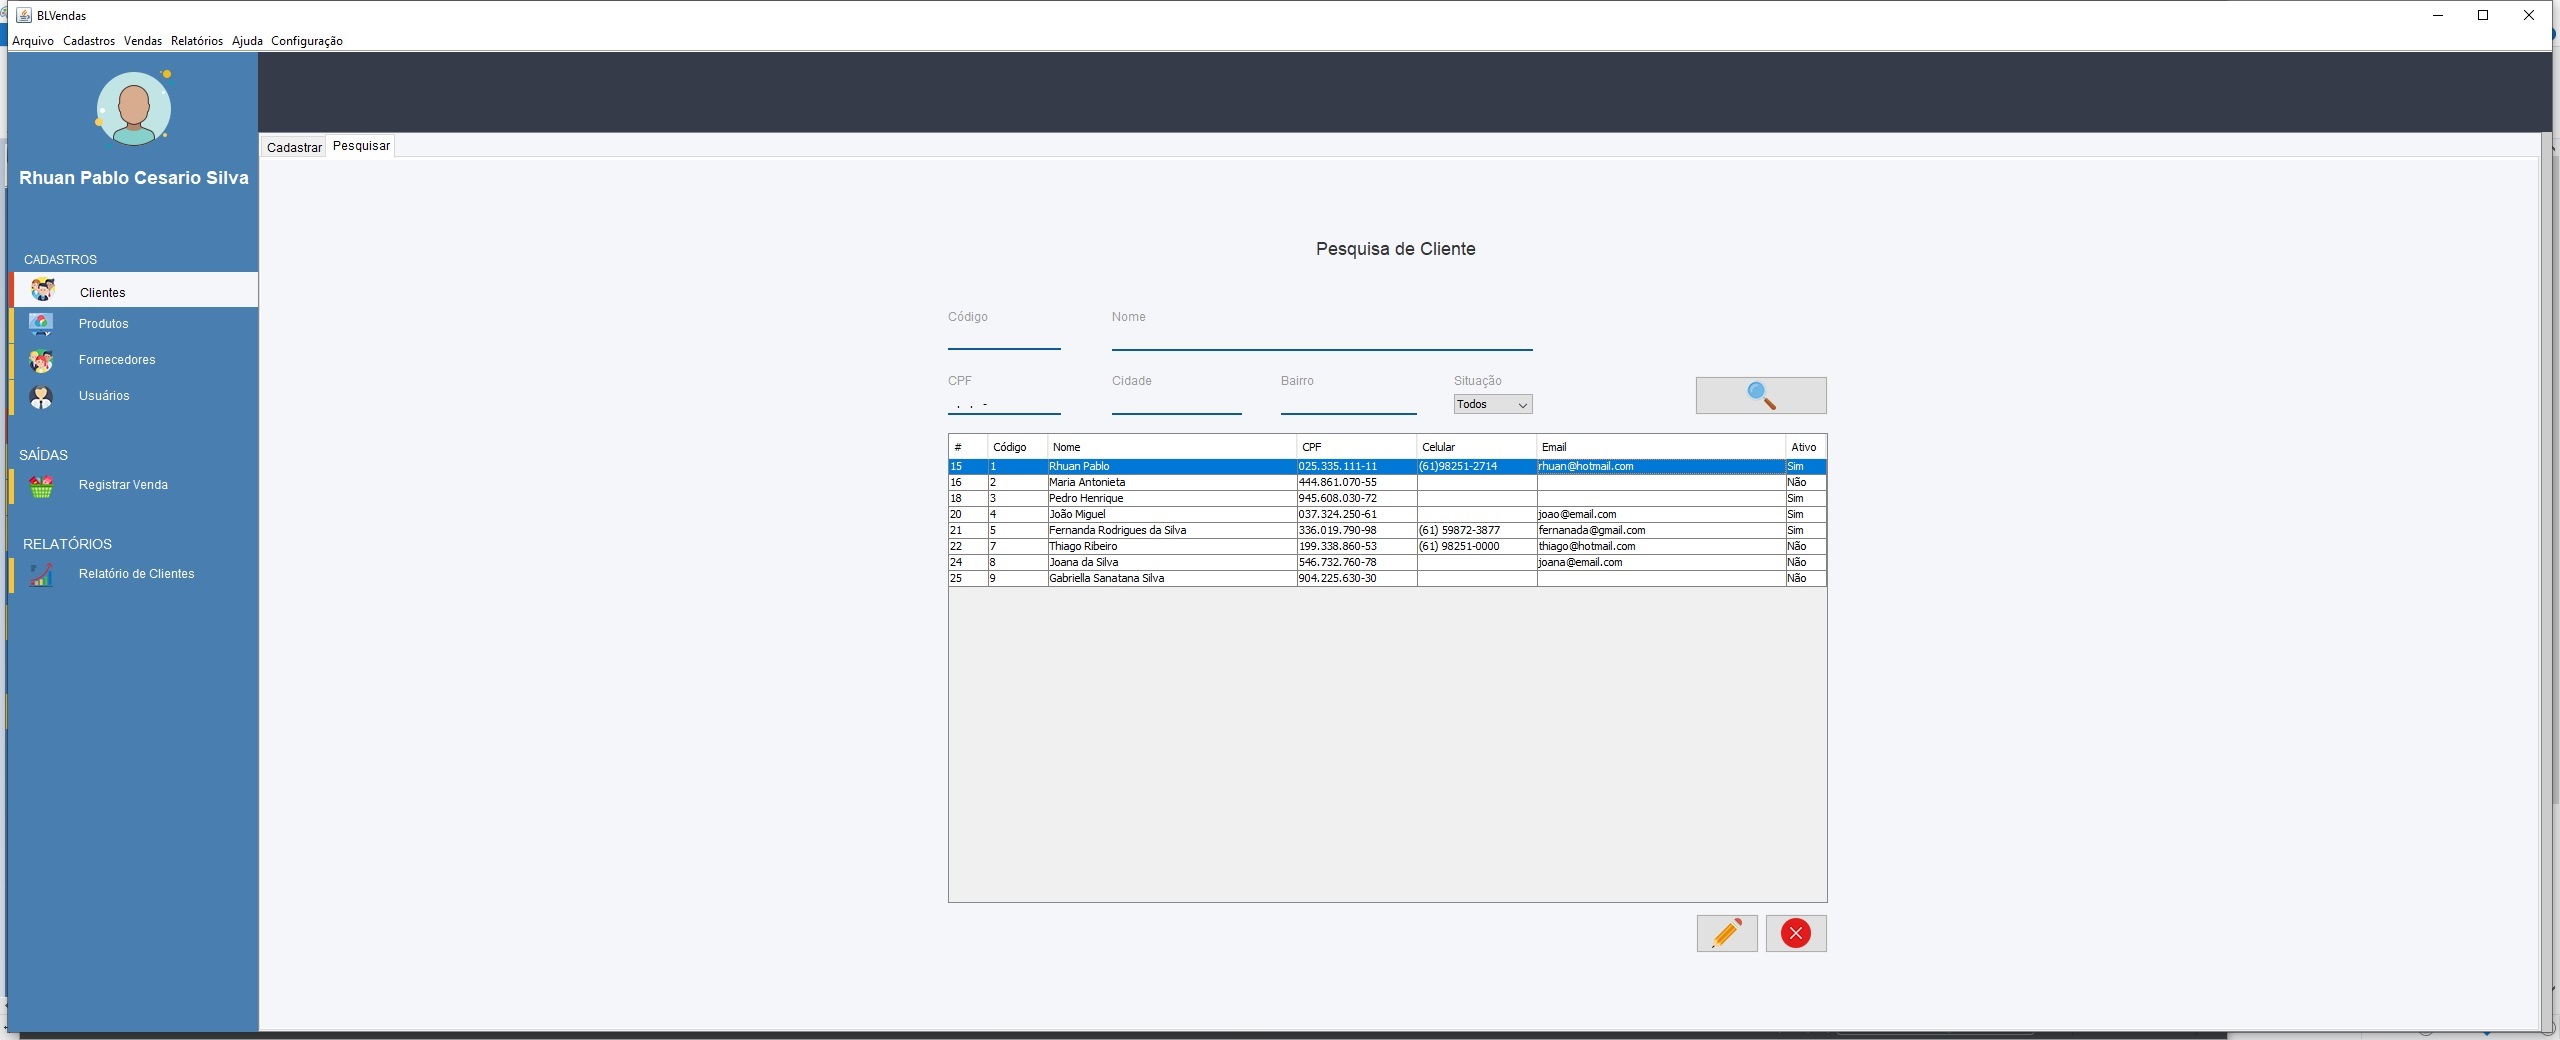 BLVendas
Arquivo Cadastros Vendas Relatórios Ajuda Configuração
Rhuan Pablo Cesario Silva
CADASTROS
Clientes
Produtos
Fornecedores
Usuários
SAÍDAS
Registrar Venda
RELATÓRIOS
Relatório de Clientes
Cadastrar Pesquisar
Pesquisa de Cliente
Código Nome
CPF Cidade Bairro Situação
. . - Todos
# Código Nome CPF Celular Email Ativo
15 1 Rhuan Pablo 025.335.111-11 (61)98251-2714 rhuan@hotmail.com Sim
16 2 Maria Antonieta 444.861.070-55 Não
18 3 Pedro Henrique 945.608.030-72 Sim
20 4 João Miguel 037.324.250-61 joao@email.com Sim
21 5 Fernanda Rodrigues da Silva 336.019.790-98 (61) 59872-3877 fernanada@gmail.com Sim
22 7 Thiago Ribeiro 199.338.860-53 (61) 98251-0000 thiago@hotmail.com Não
24 8 Joana da Silva 546.732.760-78 joana@email.com Não
25 9 Gabriella Sanatana Silva 904.225.630-30 Não